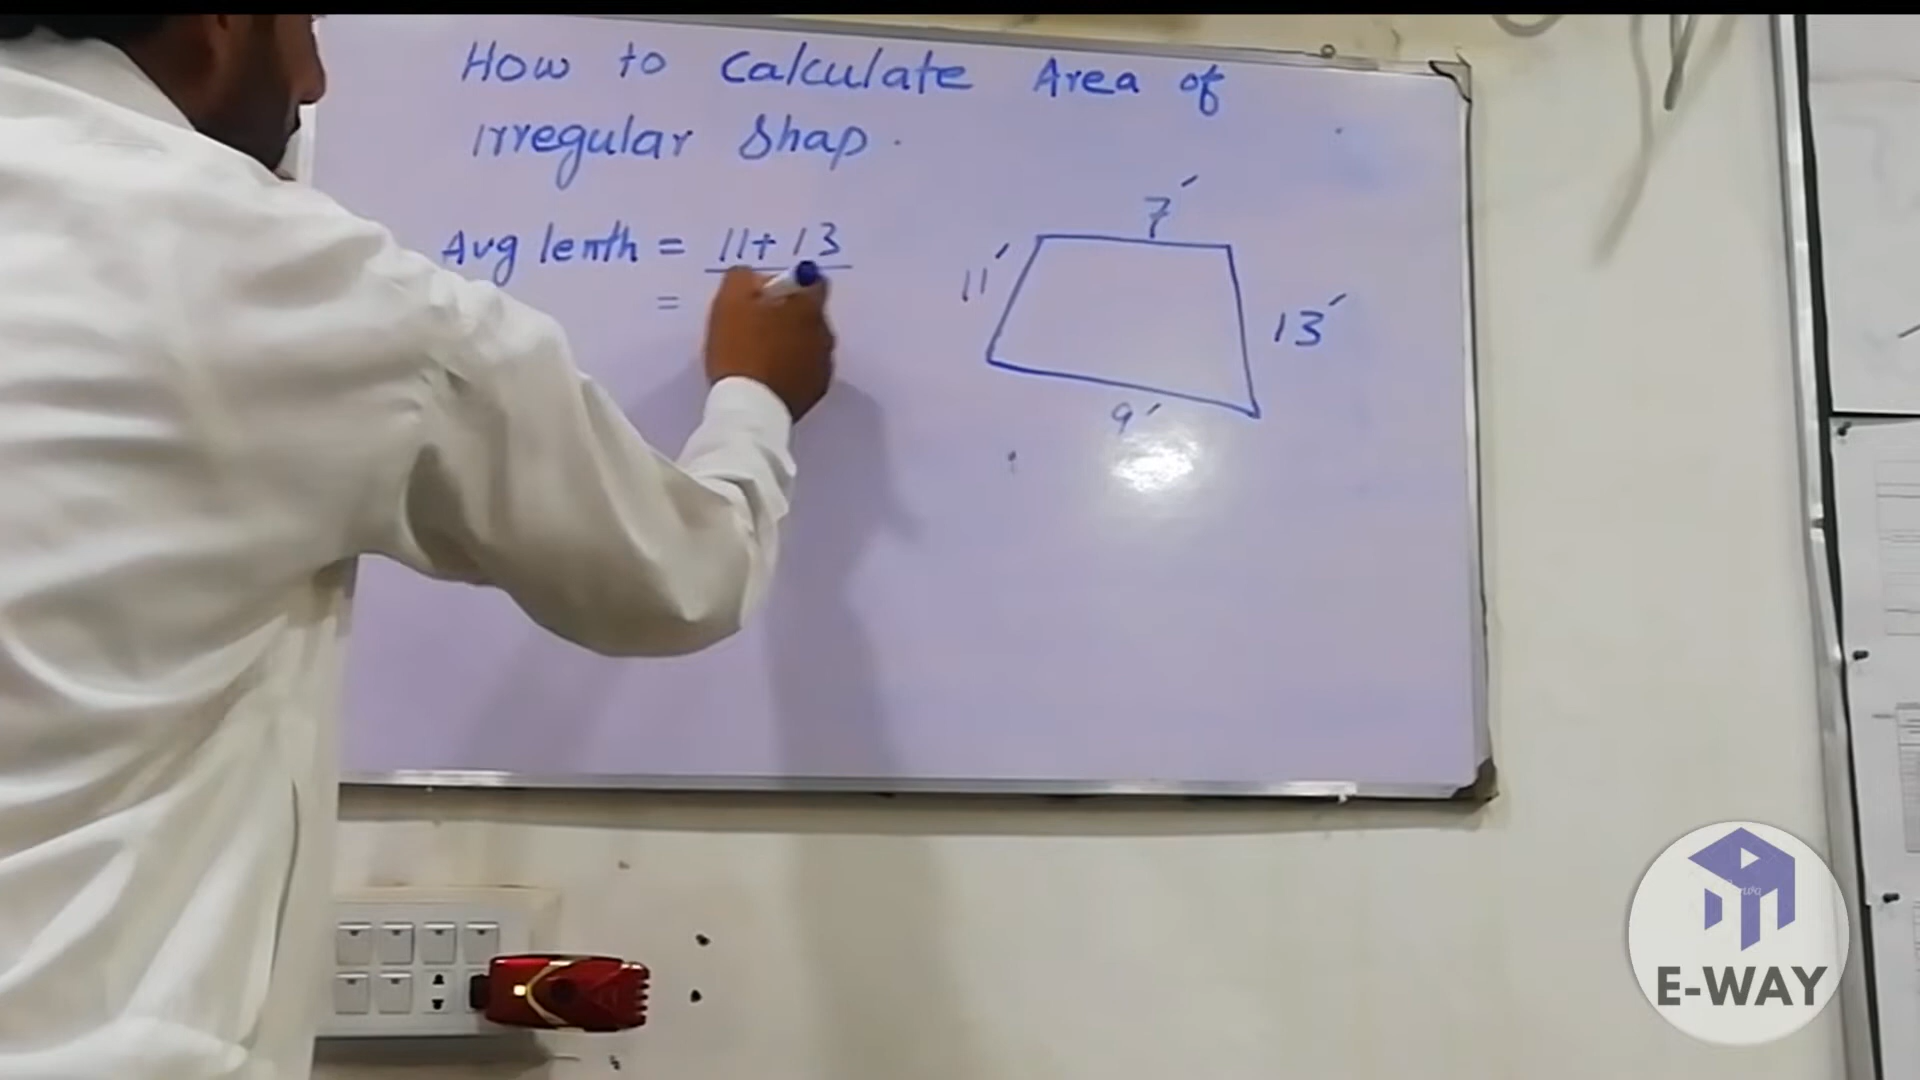 How to Calculate Area of
Irregular Shap.
Avg lenth = 11+13
=
7′
11′
13′
9′
E-WAY